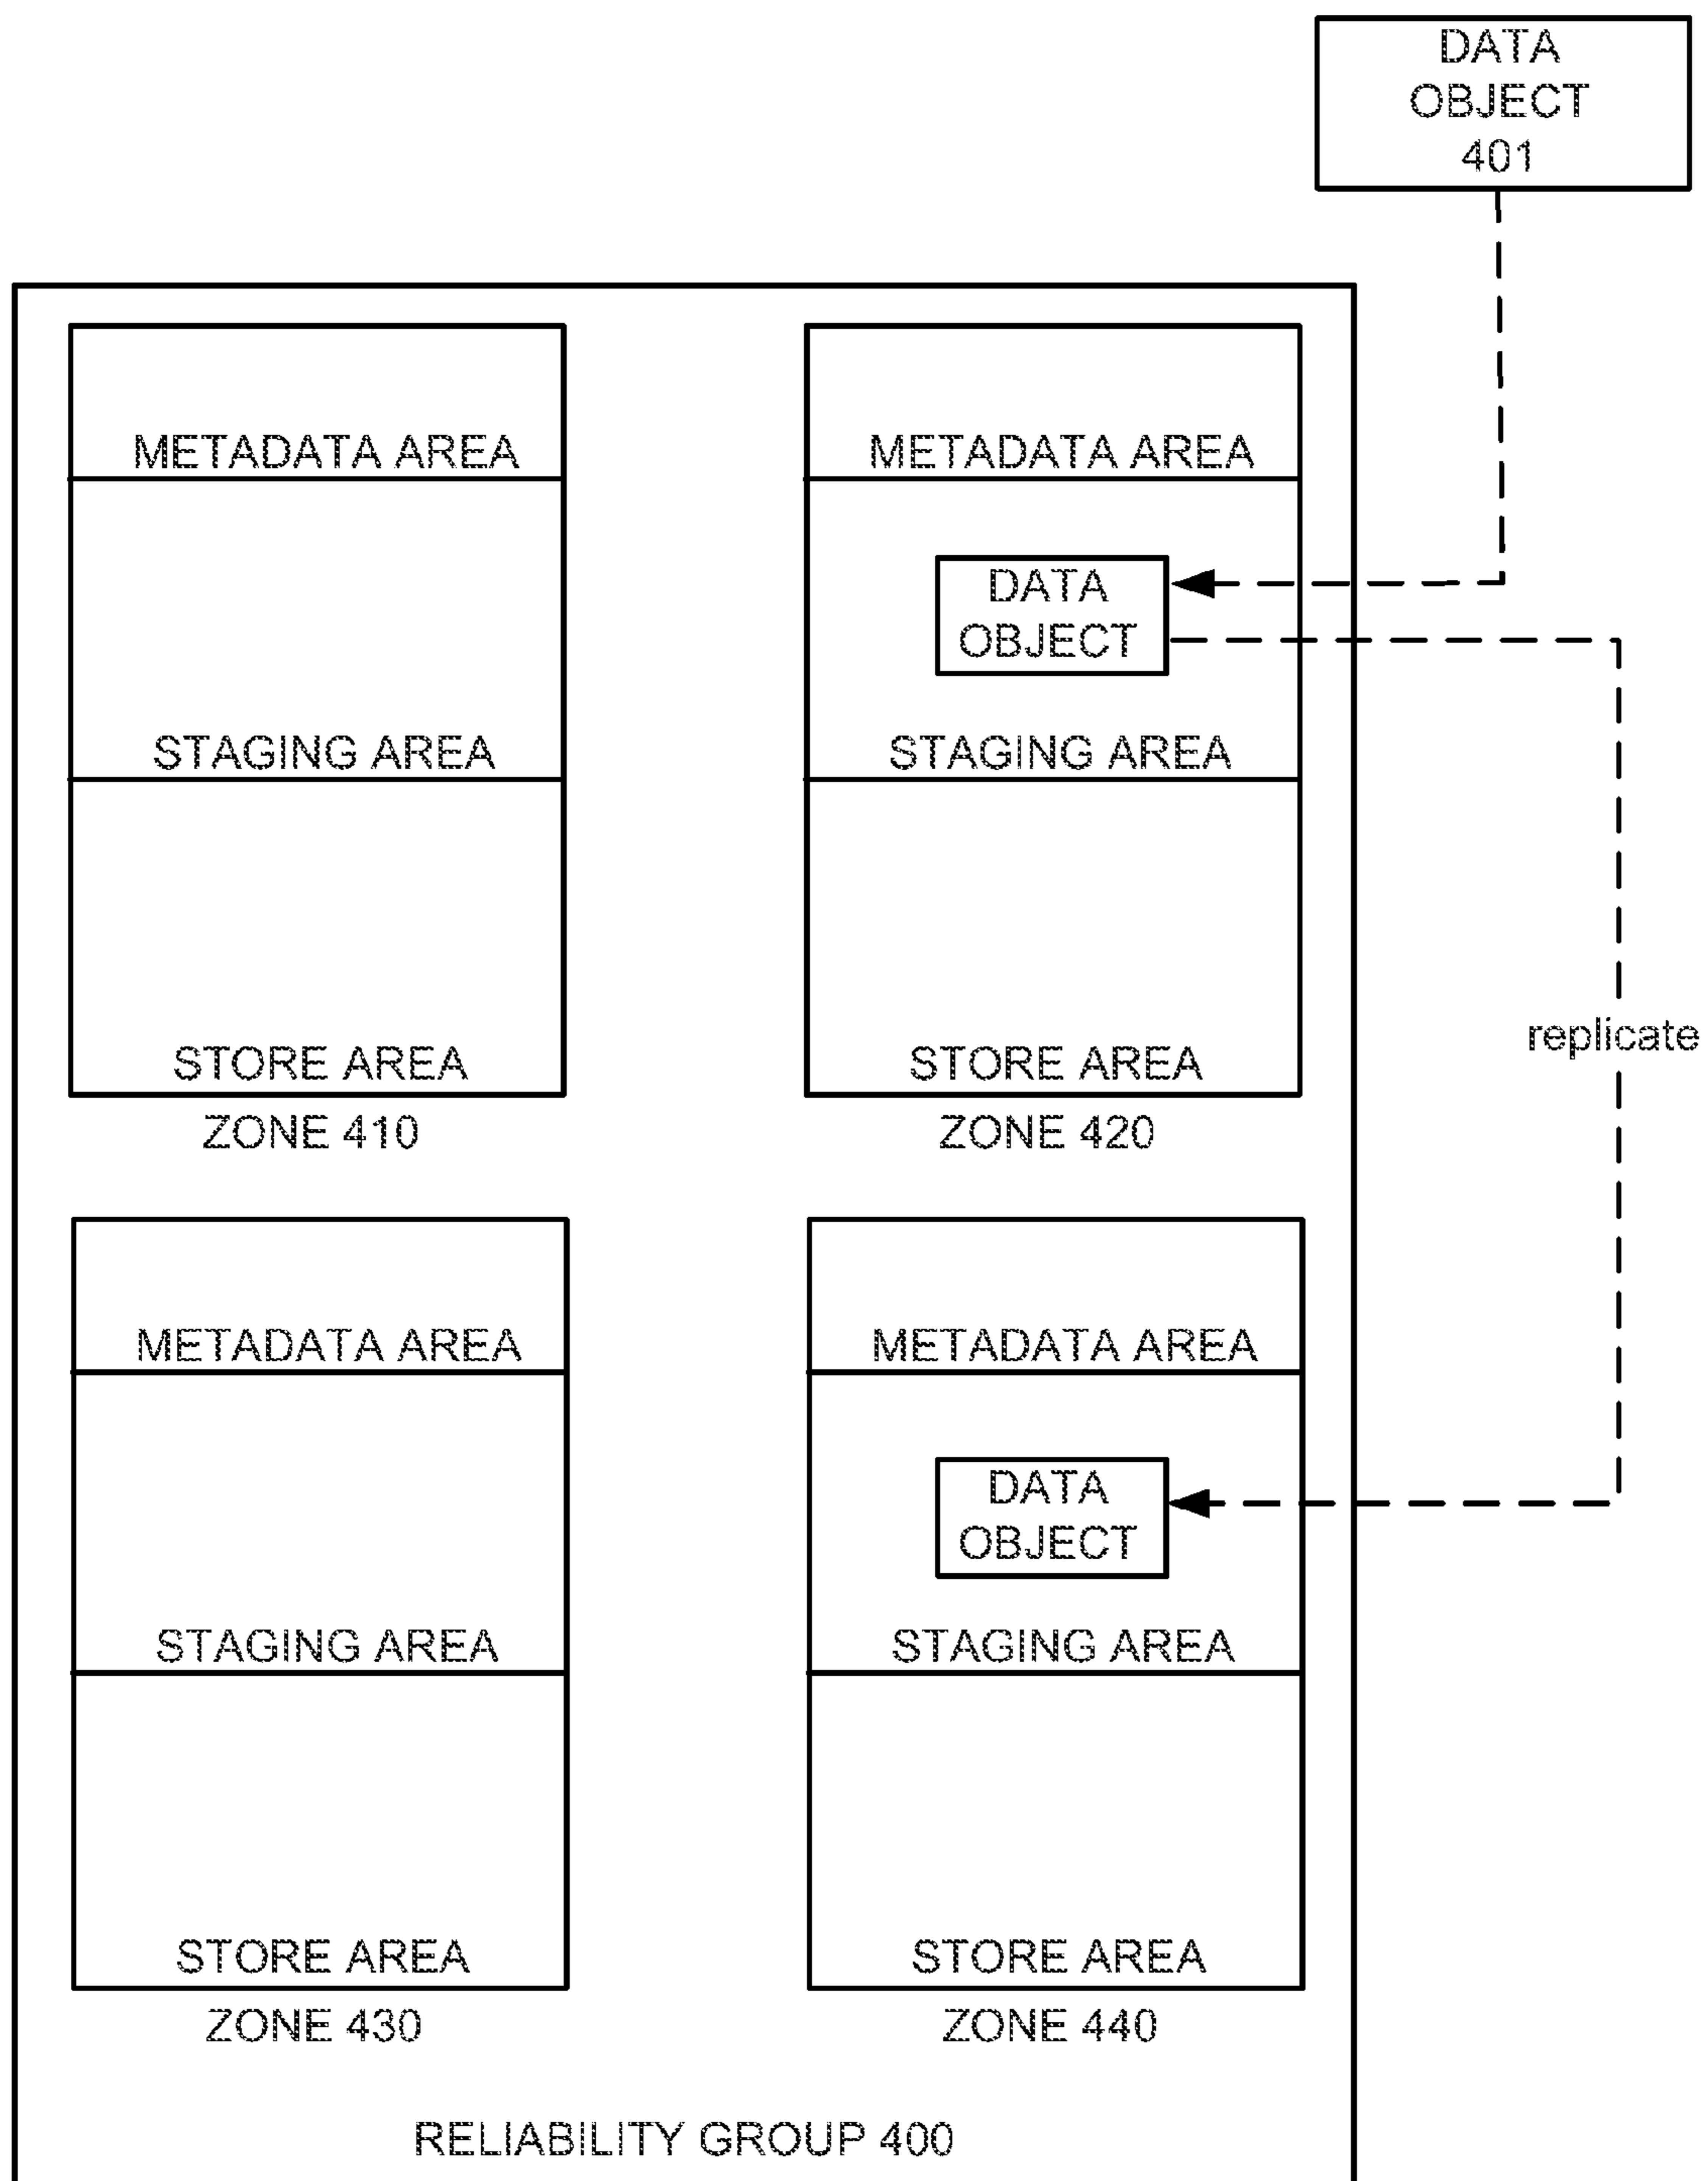 DATA
OBJECT
401
METADATA AREA
STAGING AREA
STORE AREA
ZONE 410
METADATA AREA
DATA
OBJECT
STAGING AREA
STORE AREA
ZONE 420
replicate
METADATA AREA
STAGING AREA
STORE AREA
ZONE 430
METADATA AREA
DATA
OBJECT
STAGING AREA
STORE AREA
ZONE 440
RELIABILITY GROUP 400